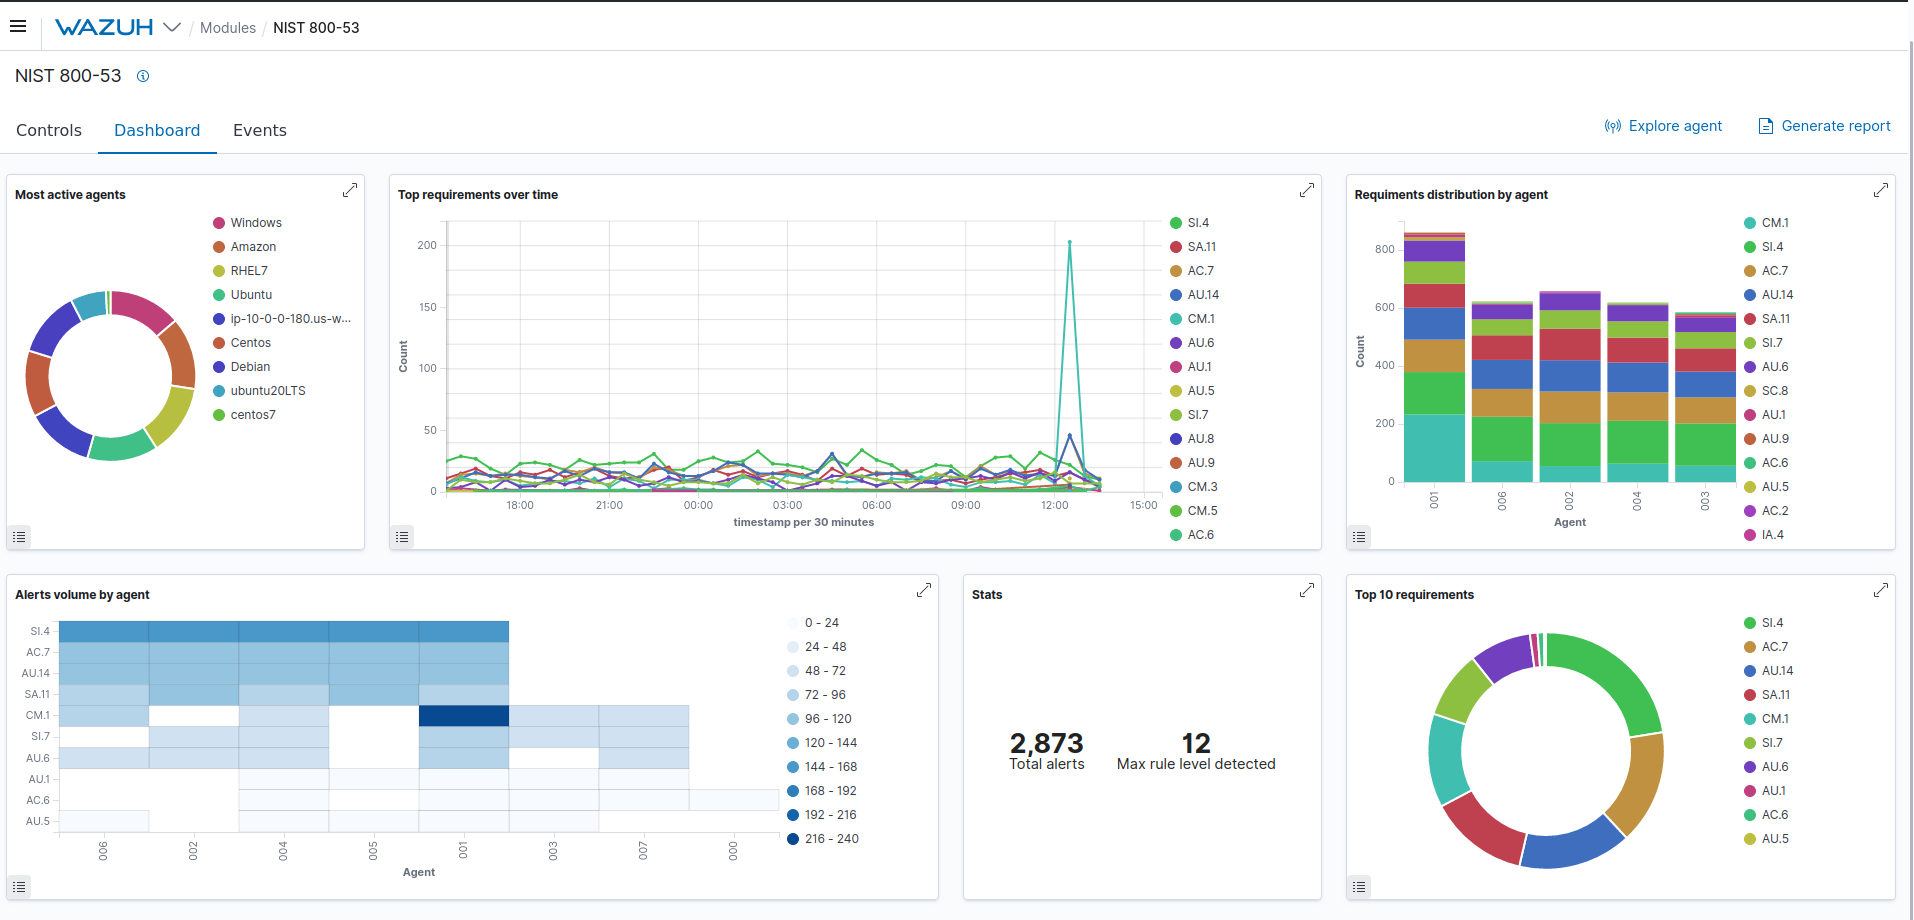 WAZUH / Modules / NIST 800-53
NIST 800-53
Controls Dashboard Events
Explore agent Generate report
Most active agents
Windows
Amazon
RHEL7
Ubuntu
ip-10-0-0-180.us-w...
Centos
Debian
ubuntu20LTS
centos7
Top requirements over time
Count
200
150
100
50
0
18:00 21:00 00:00 03:00 06:00 09:00 12:00 15:00
timestamp per 30 minutes
SI.4
SA.11
AC.7
AU.14
CM.1
AU.6
AU.1
AU.5
SI.7
AU.8
AU.9
CM.3
CM.5
AC.6
Requiments distribution by agent
Count
800
600
400
200
0
001 006 002 004 003
Agent
CM.1
SI.4
AC.7
AU.14
SA.11
SI.7
AU.6
SC.8
AU.1
AU.9
AC.6
AU.5
AC.2
IA.4
Alerts volume by agent
SI.4
AC.7
AU.14
SA.11
CM.1
SI.7
AU.6
AU.1
AC.6
AU.5
006 002 004 005 001 003 007 000
Agent
0 - 24
24 - 48
48 - 72
72 - 96
96 - 120
120 - 144
144 - 168
168 - 192
192 - 216
216 - 240
Stats
2,873 12
Total alerts Max rule level detected
Top 10 requirements
SI.4
AC.7
AU.14
SA.11
CM.1
SI.7
AU.6
AU.1
AC.6
AU.5